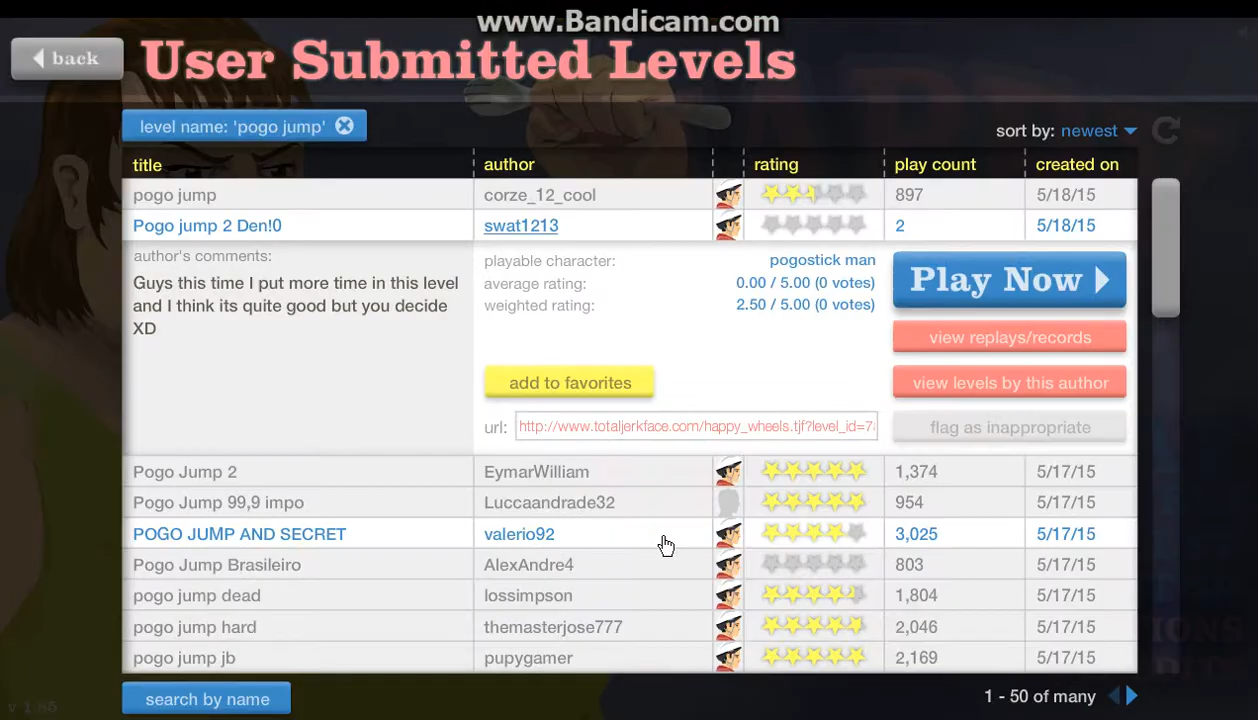 www.Bandicam.com
back
User Submitted Levels
level name: 'pogo jump'
sort by: newest
title author rating play count created on
pogo jump corze_12_cool 897 5/18/15
Pogo jump 2 Den!0 swat1213 2 5/18/15
author's comments:
Guys this time I put more time in this level
and I think its quite good but you decide
XD
playable character: pogostick man
average rating: 0.00 / 5.00 (0 votes)
weighted rating: 2.50 / 5.00 (0 votes)
Play Now
view replays/records
add to favorites
view levels by this author
url: http://www.totaljerkface.com/happy_wheels.tjf?level_id=7
flag as inappropriate
Pogo Jump 2 EymarWilliam 1,374 5/17/15
Pogo Jump 99,9 impo Luccaandrade32 954 5/17/15
POGO JUMP AND SECRET valerio92 3,025 5/17/15
Pogo Jump Brasileiro AlexAndre4 803 5/17/15
pogo jump dead lossimpson 1,804 5/17/15
pogo jump hard themasterjose777 2,046 5/17/15
pogo jump jb pupygamer 2,169 5/17/15
search by name
1 - 50 of many
v 1.85